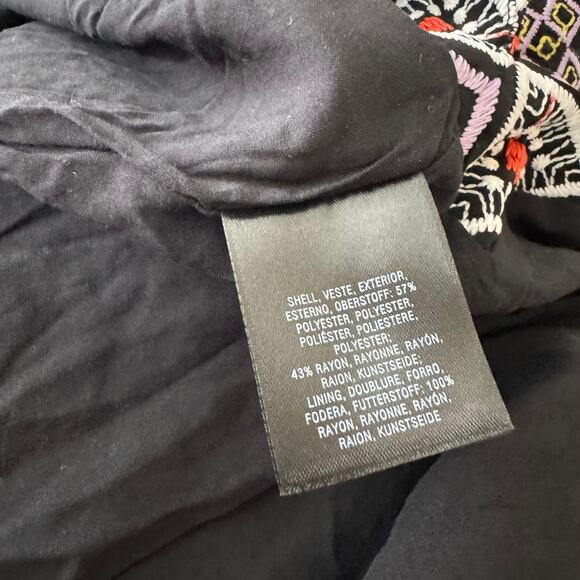 SHELL, VESTE, EXTERIOR,
ESTERNO, OBERSTOFF: 57%
POLYESTER, POLYESTER,
POLIÉSTER, POLIESTERE,
POLYESTER;
43% RAYON, RAYONNE, RAYÓN,
RAION, KUNSTSEIDE;
LINING, DOUBLURE, FORRO,
FODERA, FUTTERSTOFF: 100%
RAYON, RAYONNE, RAYÓN,
RAION, KUNSTSEIDE